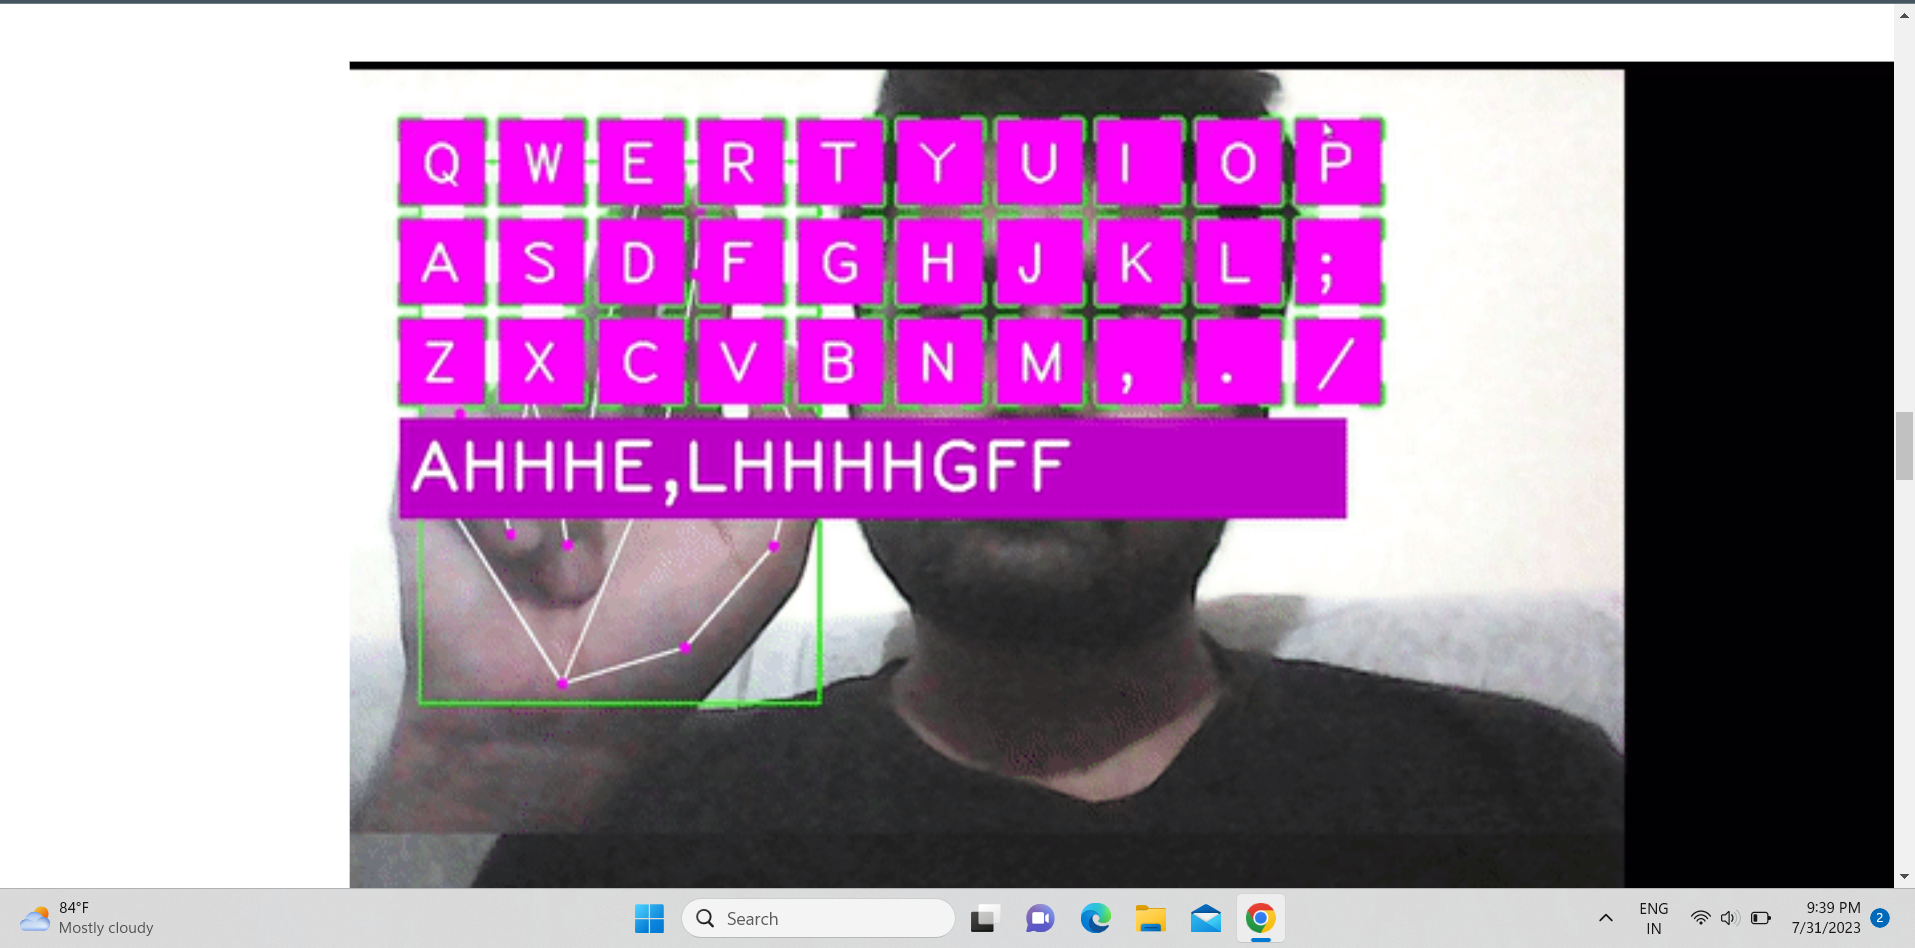 Q W E R T Y U I O P
A S D F G H J K L ;
Z X C V B N M , . /
AHHHE,LHHHHGFF
84°F
Mostly cloudy
Search
ENG
IN
9:39 PM
7/31/2023
2